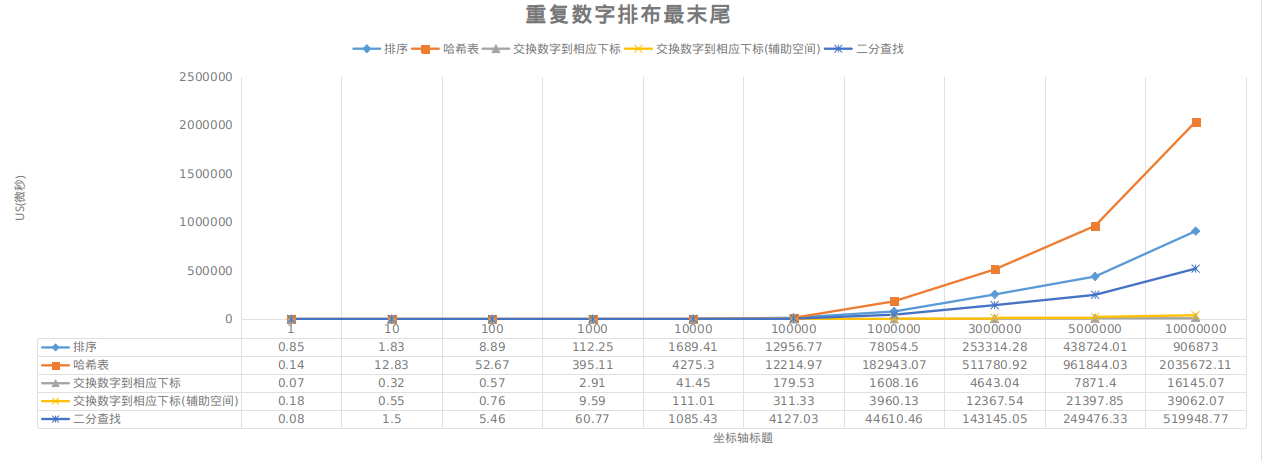 重复数字排布最末尾
排序 哈希表 交换数字到相应下标 交换数字到相应下标(辅助空间) 二分查找
2500000
2000000
1500000
1000000
500000
0
US(微秒)
1 10 100 1000 10000 100000 1000000 3000000 5000000 10000000
排序 0.85 1.83 8.89 112.25 1689.41 12956.77 78054.5 253314.28 438724.01 906873
哈希表 0.14 12.83 52.67 395.11 4275.3 12214.97 182943.07 511780.92 961844.03 2035672.11
交换数字到相应下标 0.07 0.32 0.57 2.91 41.45 179.53 1608.16 4643.04 7871.4 16145.07
交换数字到相应下标(辅助空间) 0.18 0.55 0.76 9.59 111.01 311.33 3960.13 12367.54 21397.85 39062.07
二分查找 0.08 1.5 5.46 60.77 1085.43 4127.03 44610.46 143145.05 249476.33 519948.77
坐标轴标题